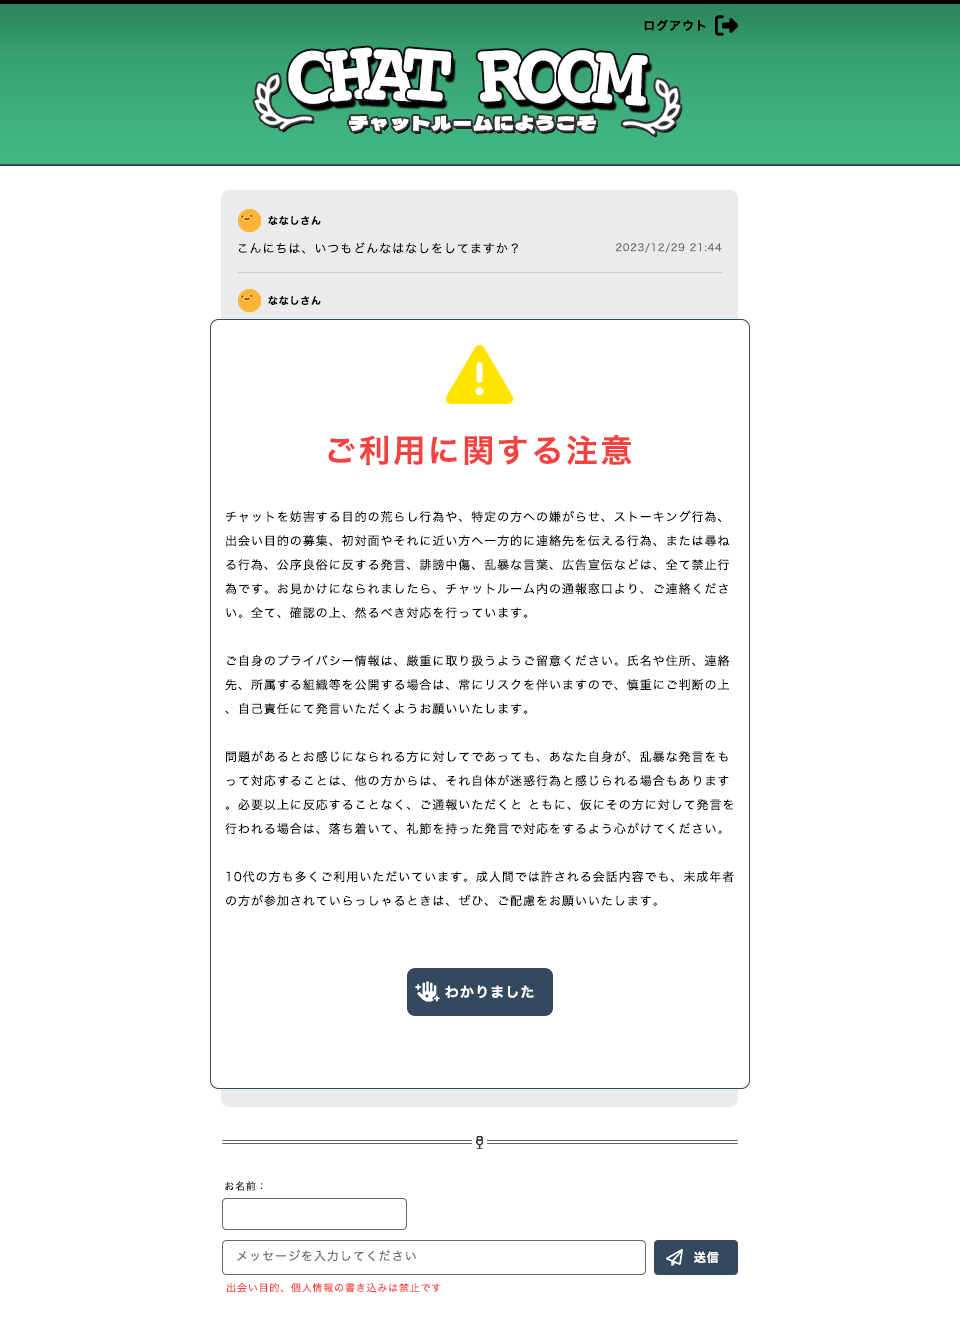 ログアウト
CHAT ROOM
チャットルームにようこそ
ななしさん
こんにちは、いつもどんなはなしをしてますか？ 2023/12/29 21:44
ななしさん
ご利用に関する注意
チャットを妨害する目的の荒らし行為や、特定の方への嫌がらせ、ストーキング行為、
出会い目的の募集、初対面やそれに近い方へ一方的に連絡先を伝える行為、または尋ね
る行為、公序良俗に反する発言、誹謗中傷、乱暴な言葉、広告宣伝などは、全て禁止行
為です。お見かけになられましたら、チャットルーム内の通報窓口より、ご連絡くださ
い。全て、確認の上、然るべき対応を行っています。
ご自身のプライバシー情報は、厳重に取り扱うようご留意ください。氏名や住所、連絡
先、所属する組織等を公開する場合は、常にリスクを伴いますので、慎重にご判断の上
、自己責任にて発言いただくようお願いいたします。
問題があるとお感じになられる方に対してであっても、あなた自身が、乱暴な発言をも
って対応することは、他の方からは、それ自体が迷惑行為と感じられる場合もあります
。必要以上に反応することなく、ご通報いただくと ともに、仮にその方に対して発言を
行われる場合は、落ち着いて、礼節を持った発言で対応をするよう心がけてください。
10代の方も多くご利用いただいています。成人間では許される会話内容でも、未成年者
の方が参加されていらっしゃるときは、ぜひ、ご配慮をお願いいたします。
わかりました
お名前：
メッセージを入力してください
送信
出会い目的、個人情報の書き込みは禁止です